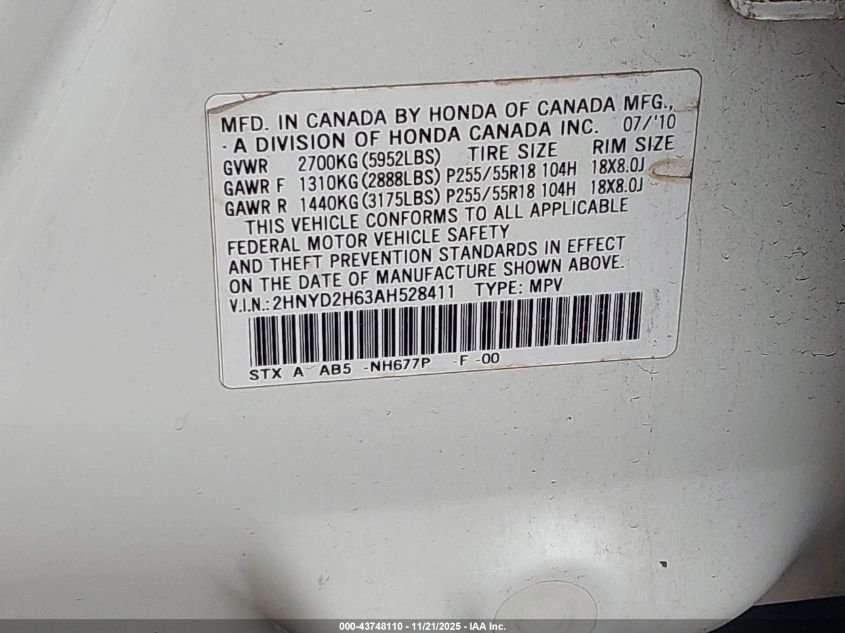 MFD. IN CANADA BY HONDA OF CANADA MFG.,
- A DIVISION OF HONDA CANADA INC. 07/'10
GVWR 2700KG (5952LBS) TIRE SIZE RIM SIZE
GAWR F 1310KG (2888LBS) P255/55R18 104H 18X8.0J
GAWR R 1440KG (3175LBS) P255/55R18 104H 18X8.0J
THIS VEHICLE CONFORMS TO ALL APPLICABLE
FEDERAL MOTOR VEHICLE SAFETY
AND THEFT PREVENTION STANDARDS IN EFFECT
ON THE DATE OF MANUFACTURE SHOWN ABOVE.
V.I.N.: 2HNYD2H63AH528411 TYPE: MPV
STX A AB5 -NH677P -F -00
000-43748110 - 11/21/2025 - IAA Inc.